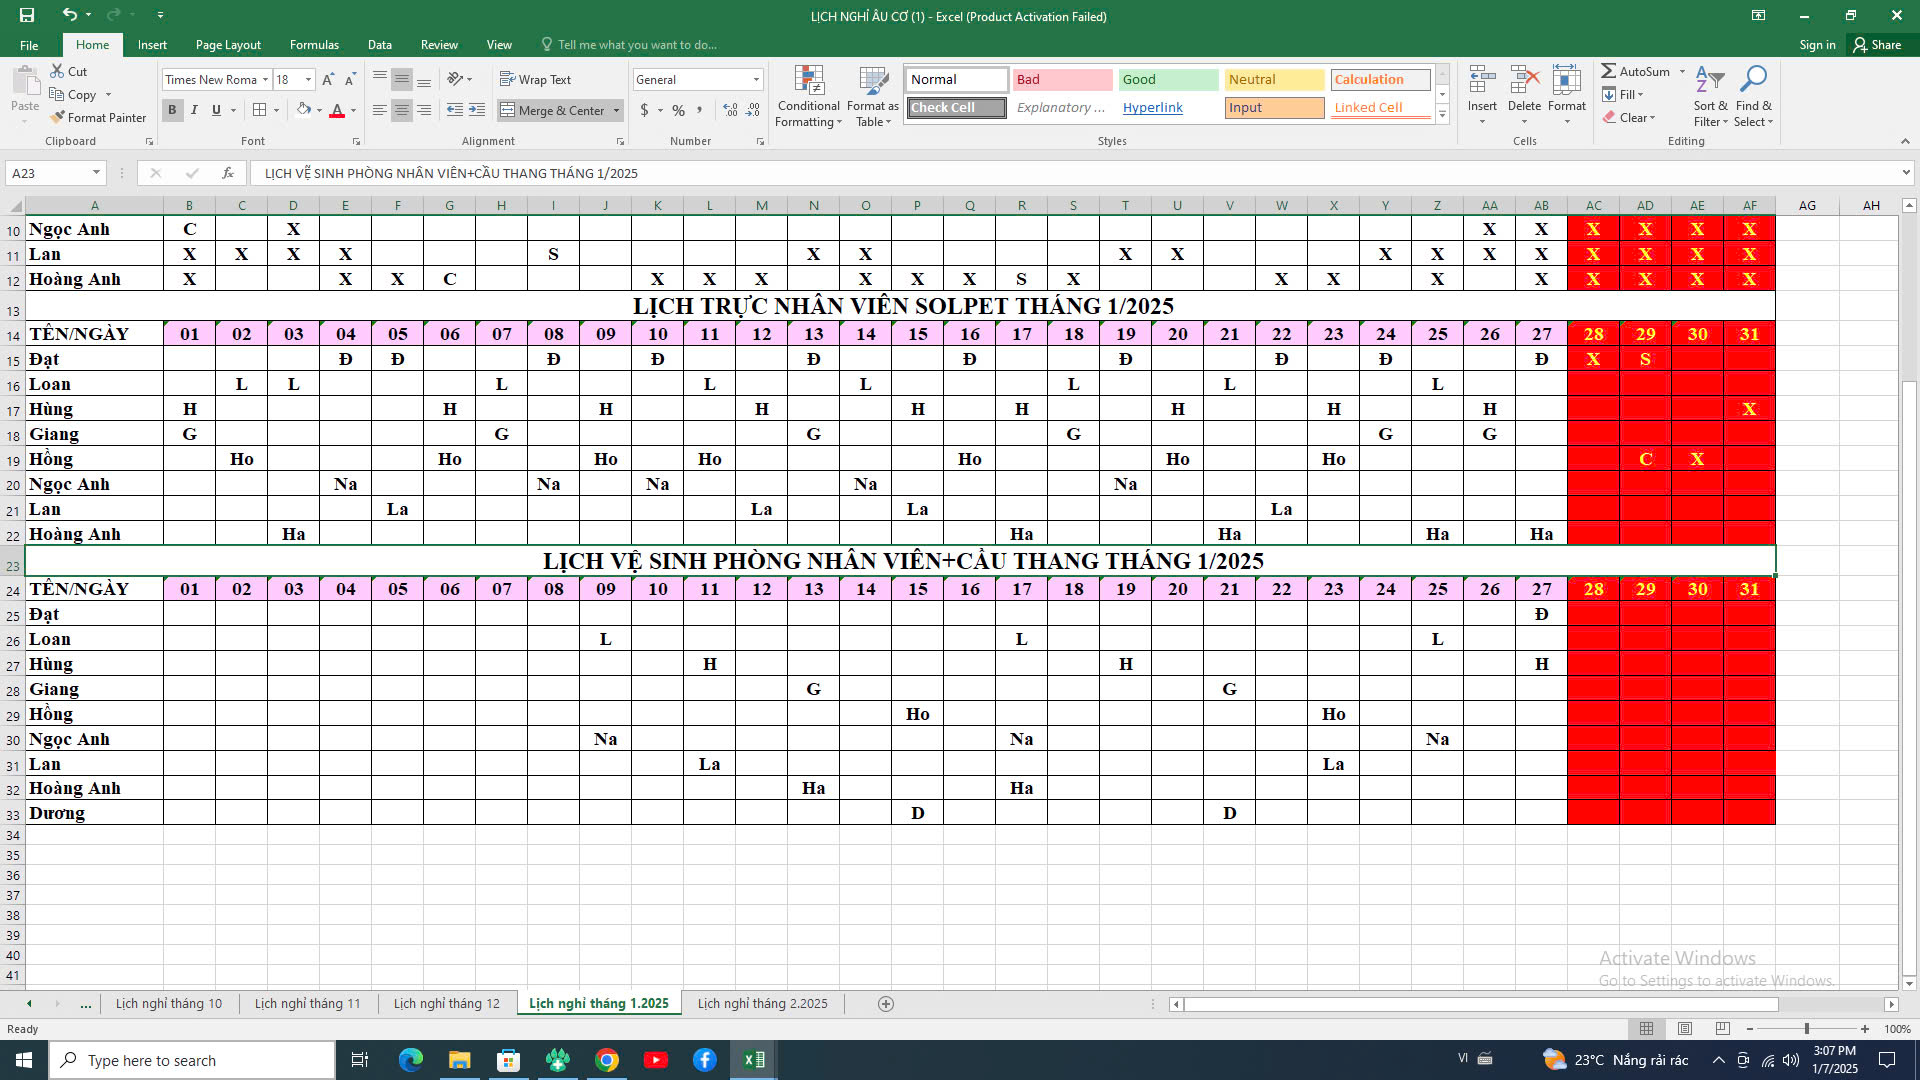 LỊCH NGHỈ ÂU CƠ (1) - Excel (Product Activation Failed)
File Home Insert Page Layout Formulas Data Review View Tell me what you want to do... Sign in Share
Paste Cut Copy Format Painter Clipboard
Times New Roma 18 B I U A Font
Wrap Text Merge & Center Alignment
General $ % Number
Conditional Formatting Format as Table
Normal Bad Good Neutral Calculation
Check Cell Explanatory ... Hyperlink Input Linked Cell
Styles
Insert Delete Format Cells
AutoSum Fill Clear Sort & Filter Find & Select Editing
A23 fx LỊCH VỆ SINH PHÒNG NHÂN VIÊN+CẦU THANG THÁNG 1/2025
A B C D E F G H I J K L M N O P Q R S T U V W X Y Z AA AB AC AD AE AF AG AH
10 Ngọc Anh C X X X X X X X
11 Lan X X X X S X X X X X X X X X X X X
12 Hoàng Anh X X X C X X X X X X S X X X X X X X X X
13 LỊCH TRỰC NHÂN VIÊN SOLPET THÁNG 1/2025
14 TÊN/NGÀY 01 02 03 04 05 06 07 08 09 10 11 12 13 14 15 16 17 18 19 20 21 22 23 24 25 26 27 28 29 30 31
15 Đạt Đ Đ Đ Đ Đ Đ Đ Đ Đ Đ X S
16 Loan L L L L L L L L
17 Hùng H H H H H H H H H X
18 Giang G G G G G G
19 Hồng Ho Ho Ho Ho Ho Ho Ho C X
20 Ngọc Anh Na Na Na Na Na
21 Lan La La La La
22 Hoàng Anh Ha Ha Ha Ha Ha
23 LỊCH VỆ SINH PHÒNG NHÂN VIÊN+CẦU THANG THÁNG 1/2025
24 TÊN/NGÀY 01 02 03 04 05 06 07 08 09 10 11 12 13 14 15 16 17 18 19 20 21 22 23 24 25 26 27 28 29 30 31
25 Đạt Đ
26 Loan L L L
27 Hùng H H H
28 Giang G G
29 Hồng Ho Ho
30 Ngọc Anh Na Na Na
31 Lan La La
32 Hoàng Anh Ha Ha
33 Dương D D
34
35
36
37
38
39
40
41
Activate Windows
Go to Settings to activate Windows.
... Lịch nghỉ tháng 10 Lịch nghỉ tháng 11 Lịch nghỉ tháng 12 Lịch nghỉ tháng 1.2025 Lịch nghỉ tháng 2.2025
Ready 100%
Type here to search VI 23°C Nắng rải rác 3:07 PM
1/7/2025